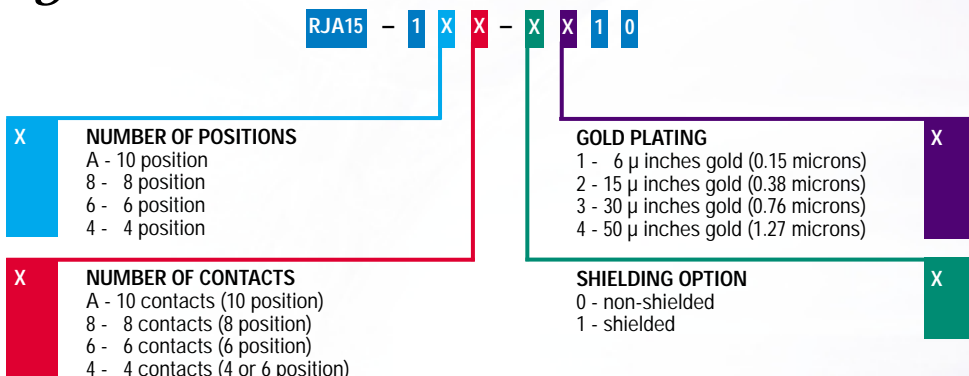 RJA15 – 1 X X – X X 1 0
X
NUMBER OF POSITIONS
A - 10 position
8 - 8 position
6 - 6 position
4 - 4 position
X
NUMBER OF CONTACTS
A - 10 contacts (10 position)
8 - 8 contacts (8 position)
6 - 6 contacts (6 position)
4 - 4 contacts (4 or 6 position)
GOLD PLATING
1 - 6 µ inches gold (0.15 microns)
2 - 15 µ inches gold (0.38 microns)
3 - 30 µ inches gold (0.76 microns)
4 - 50 µ inches gold (1.27 microns)
X
SHIELDING OPTION
0 - non-shielded
1 - shielded
X